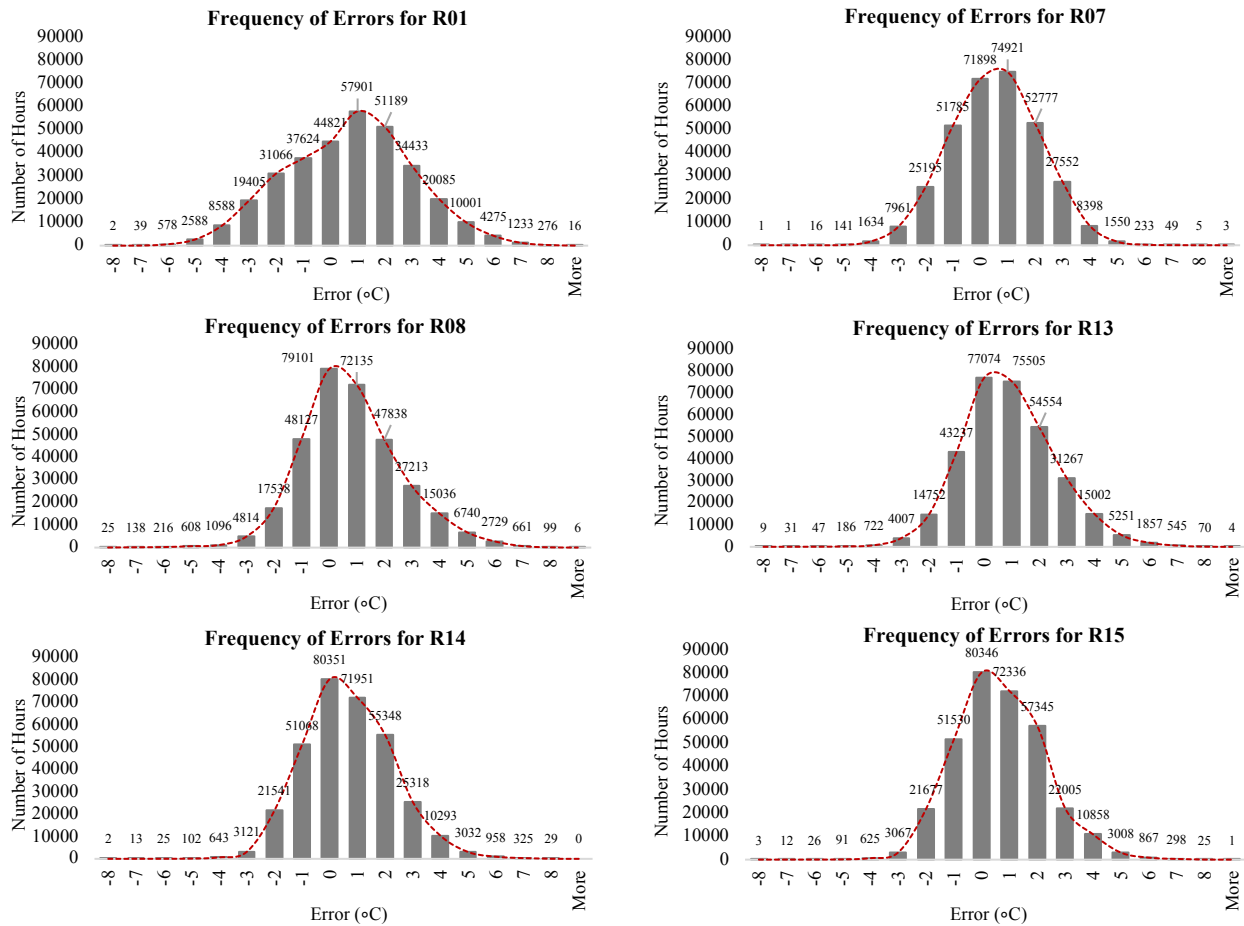 Frequency of Errors for R01
Number of Hours
90000
80000
70000
60000
50000
40000
30000
20000
10000
0
2 39 578 2588 8588 19405 31066 37624 44821 57901 51189 34433 20085 10001 4275 1233 276 16
-8 -7 -6 -5 -4 -3 -2 -1 0 1 2 3 4 5 6 7 8 More
Error (∘C)
Frequency of Errors for R07
Number of Hours
90000
80000
70000
60000
50000
40000
30000
20000
10000
0
1 1 16 141 1634 7961 25195 51785 71898 74921 52777 27552 8398 1550 233 49 5 3
-8 -7 -6 -5 -4 -3 -2 -1 0 1 2 3 4 5 6 7 8 More
Error (∘C)
Frequency of Errors for R08
Number of Hours
90000
80000
70000
60000
50000
40000
30000
20000
10000
0
25 138 216 608 1096 4814 17538 48127 79101 72135 47838 27213 15036 6740 2729 661 99 6
-8 -7 -6 -5 -4 -3 -2 -1 0 1 2 3 4 5 6 7 8 More
Error (∘C)
Frequency of Errors for R13
Number of Hours
90000
80000
70000
60000
50000
40000
30000
20000
10000
0
9 31 47 186 722 4007 14752 43237 77074 75505 54554 31267 15002 5251 1857 545 70 4
-8 -7 -6 -5 -4 -3 -2 -1 0 1 2 3 4 5 6 7 8 More
Error (∘C)
Frequency of Errors for R14
Number of Hours
90000
80000
70000
60000
50000
40000
30000
20000
10000
0
2 13 25 102 643 3121 21541 51068 80351 71951 55348 25318 10293 3032 958 325 29 0
-8 -7 -6 -5 -4 -3 -2 -1 0 1 2 3 4 5 6 7 8 More
Error (∘C)
Frequency of Errors for R15
Number of Hours
90000
80000
70000
60000
50000
40000
30000
20000
10000
0
3 12 26 91 625 3067 21677 51530 80346 72336 57345 22005 10858 3008 867 298 25 1
-8 -7 -6 -5 -4 -3 -2 -1 0 1 2 3 4 5 6 7 8 More
Error (∘C)